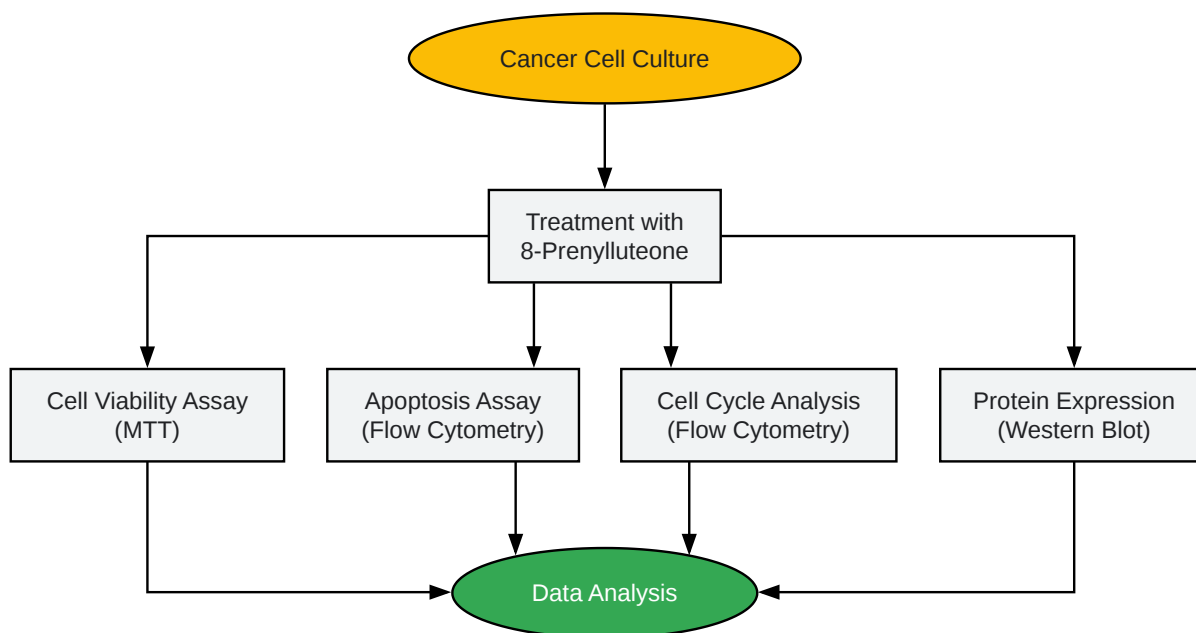 Cancer Cell Culture
Treatment with
8-Prenylluteone
Cell Viability Assay
(MTT)
Apoptosis Assay
(Flow Cytometry)
Cell Cycle Analysis
(Flow Cytometry)
Protein Expression
(Western Blot)
Data Analysis